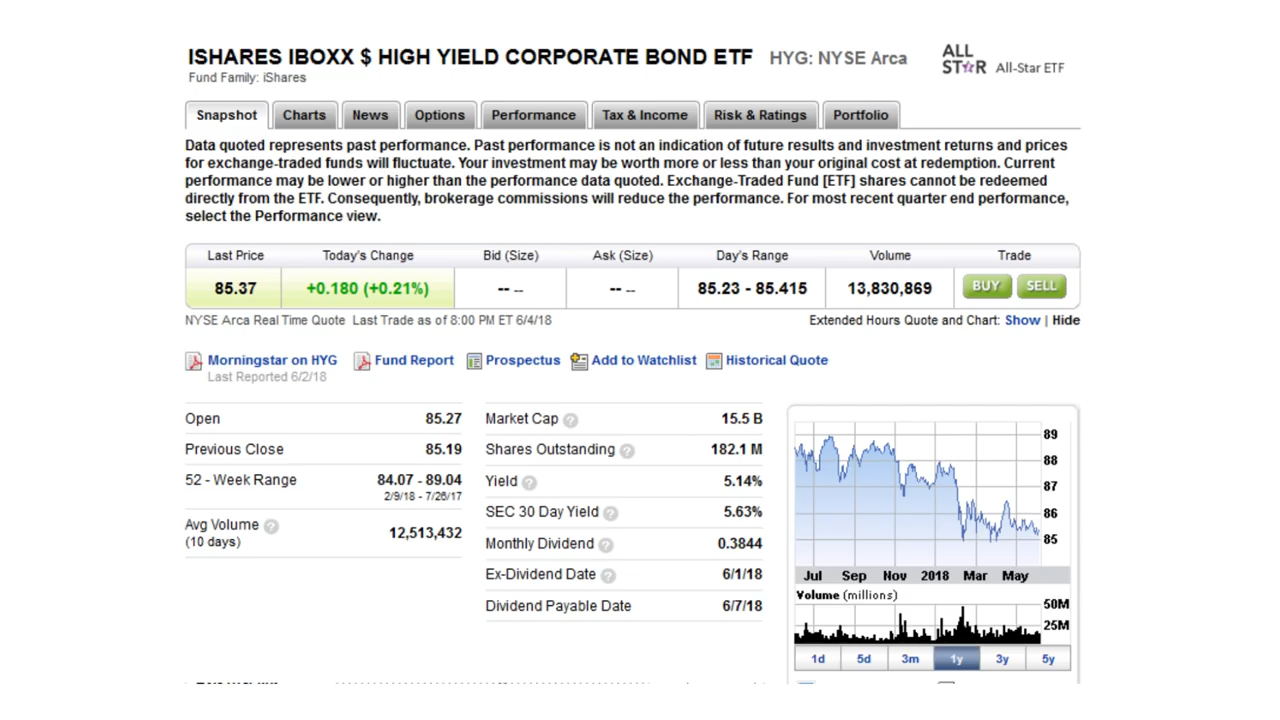 ISHARES IBOXX $ HIGH YIELD CORPORATE BOND ETF HYG: NYSE Arca
ALL STAR All-Star ETF
Fund Family: iShares
Snapshot Charts News Options Performance Tax & Income Risk & Ratings Portfolio
Data quoted represents past performance. Past performance is not an indication of future results and investment returns and prices
for exchange-traded funds will fluctuate. Your investment may be worth more or less than your original cost at redemption. Current
performance may be lower or higher than the performance data quoted. Exchange-Traded Fund [ETF] shares cannot be redeemed
directly from the ETF. Consequently, brokerage commissions will reduce the performance. For most recent quarter end performance,
select the Performance view.
Last Price Today's Change Bid (Size) Ask (Size) Day's Range Volume Trade
85.37 +0.180 (+0.21%) -- -- -- -- 85.23 - 85.415 13,830,869 BUY SELL
NYSE Arca Real Time Quote Last Trade as of 8:00 PM ET 6/4/18 Extended Hours Quote and Chart: Show | Hide
Morningstar on HYG Fund Report Prospectus Add to Watchlist Historical Quote
Last Reported 6/2/18
Open 85.27
Previous Close 85.19
52 - Week Range 84.07 - 89.04
2/9/18 - 7/26/17
Avg Volume ? 12,513,432
(10 days)
Market Cap ? 15.5 B
Shares Outstanding ? 182.1 M
Yield ? 5.14%
SEC 30 Day Yield ? 5.63%
Monthly Dividend ? 0.3844
Ex-Dividend Date ? 6/1/18
Dividend Payable Date 6/7/18
89
88
87
86
85
Jul Sep Nov 2018 Mar May
Volume (millions)
50M
25M
1d 5d 3m 1y 3y 5y